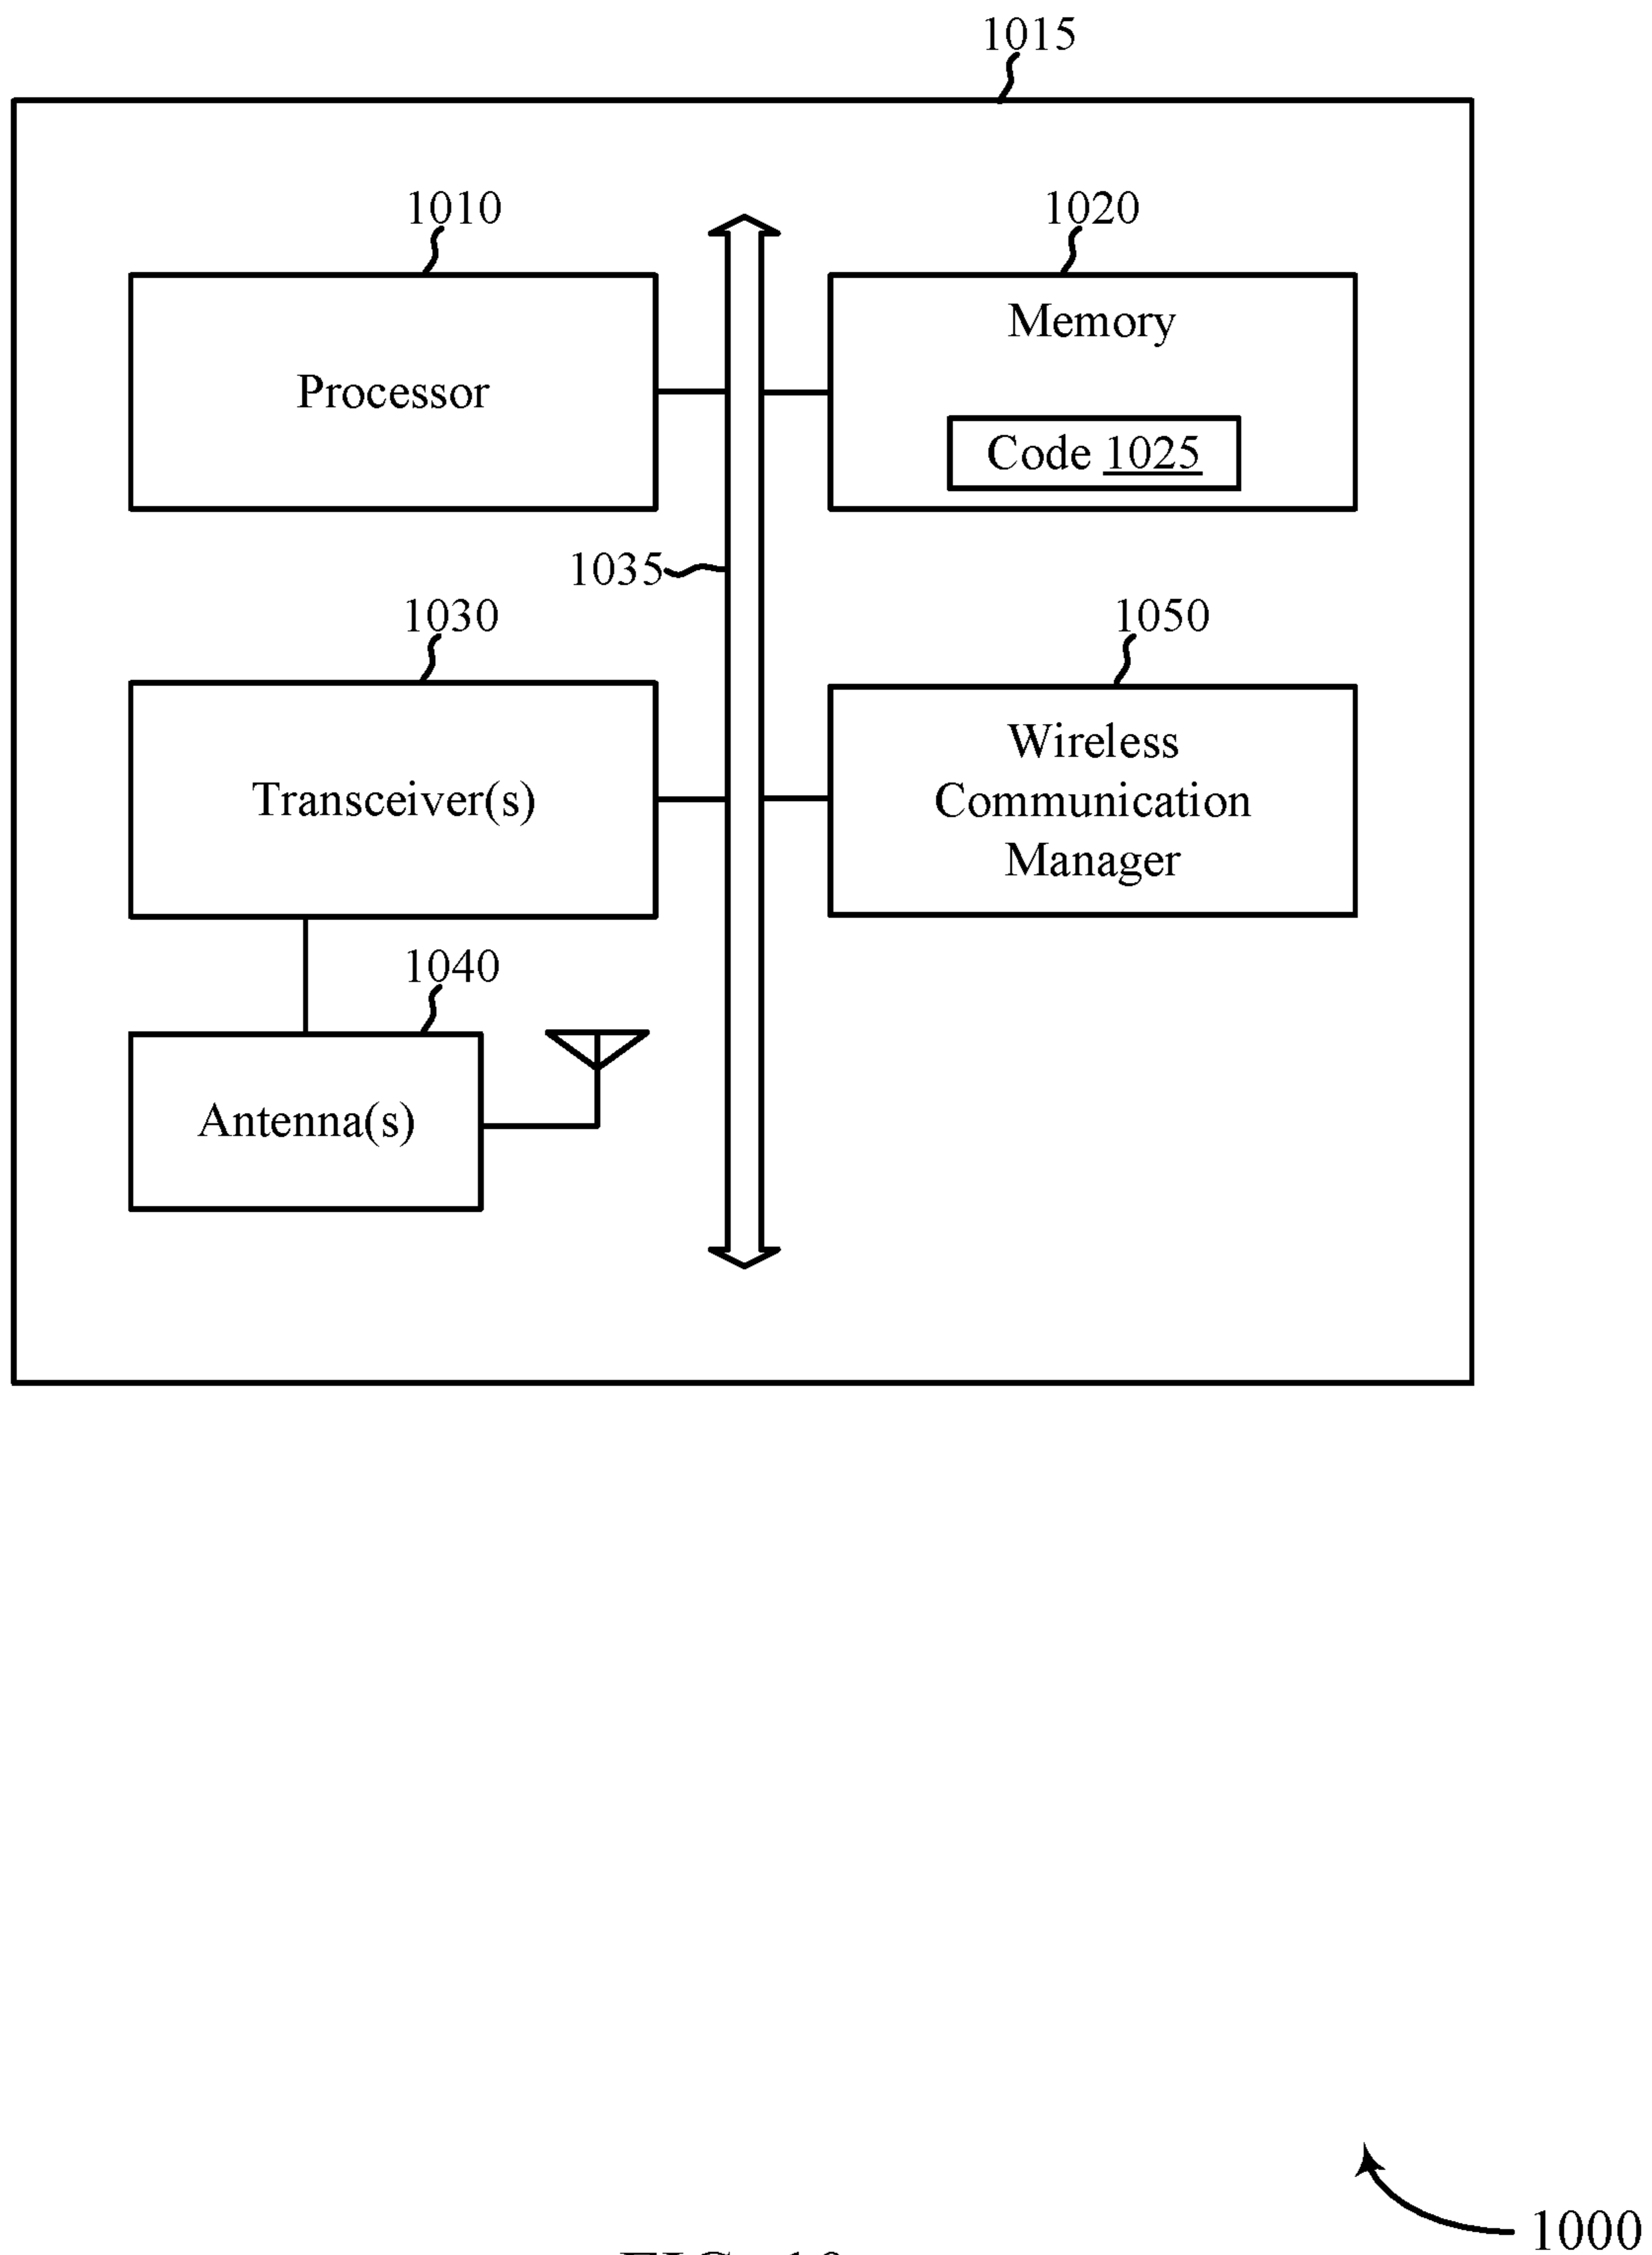 1015
1010
1020
Processor
Memory
Code 1025
1035
1030
1050
Transceiver(s)
Wireless
Communication
Manager
1040
Antenna(s)
1000